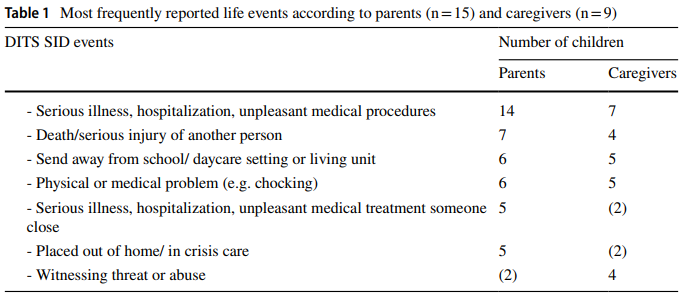 Table 1 Most frequently reported life events according to parents (n=15) and caregivers (n=9)
DITS SID events Number of children
Parents Caregivers
- Serious illness, hospitalization, unpleasant medical procedures 14 7
- Death/serious injury of another person 7 4
- Send away from school/ daycare setting or living unit 6 5
- Physical or medical problem (e.g. chocking) 6 5
- Serious illness, hospitalization, unpleasant medical treatment someone 5 (2)
close
- Placed out of home/ in crisis care 5 (2)
- Witnessing threat or abuse (2) 4